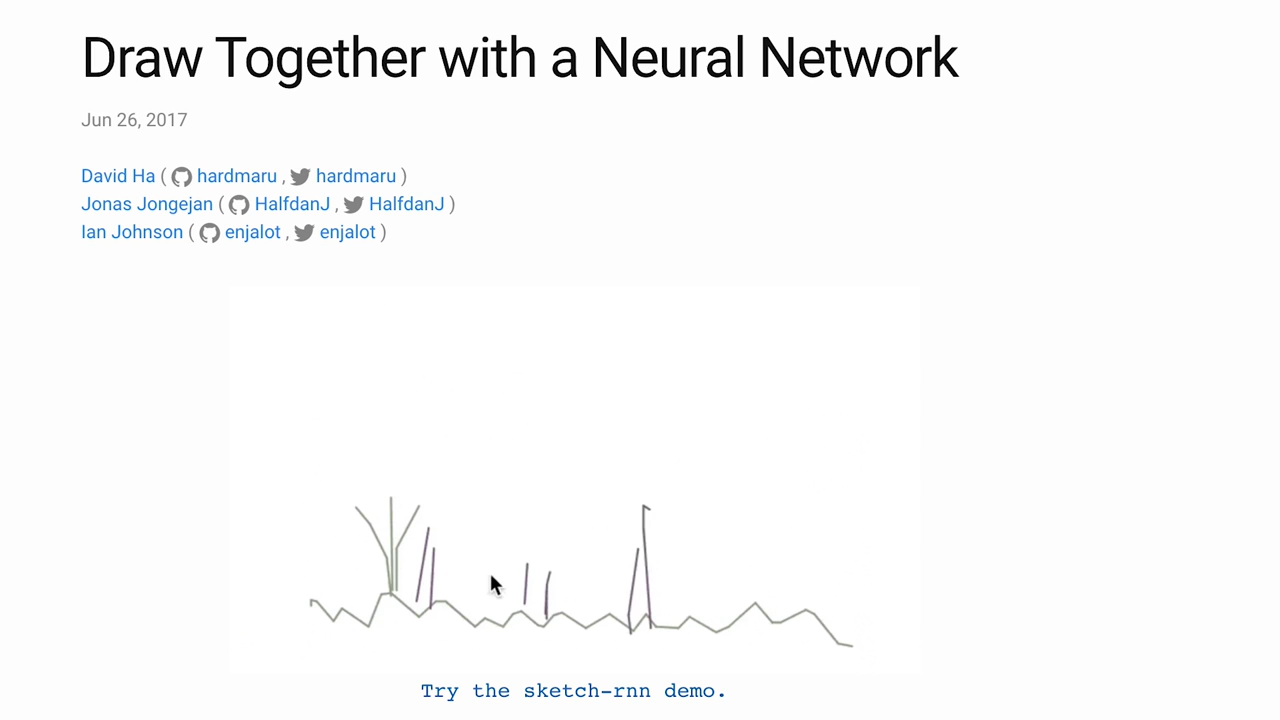 Draw Together with a Neural Network
Jun 26, 2017
David Ha ( hardmaru , hardmaru )
Jonas Jongejan ( HalfdanJ , HalfdanJ )
Ian Johnson ( enjalot , enjalot )
Try the sketch-rnn demo.